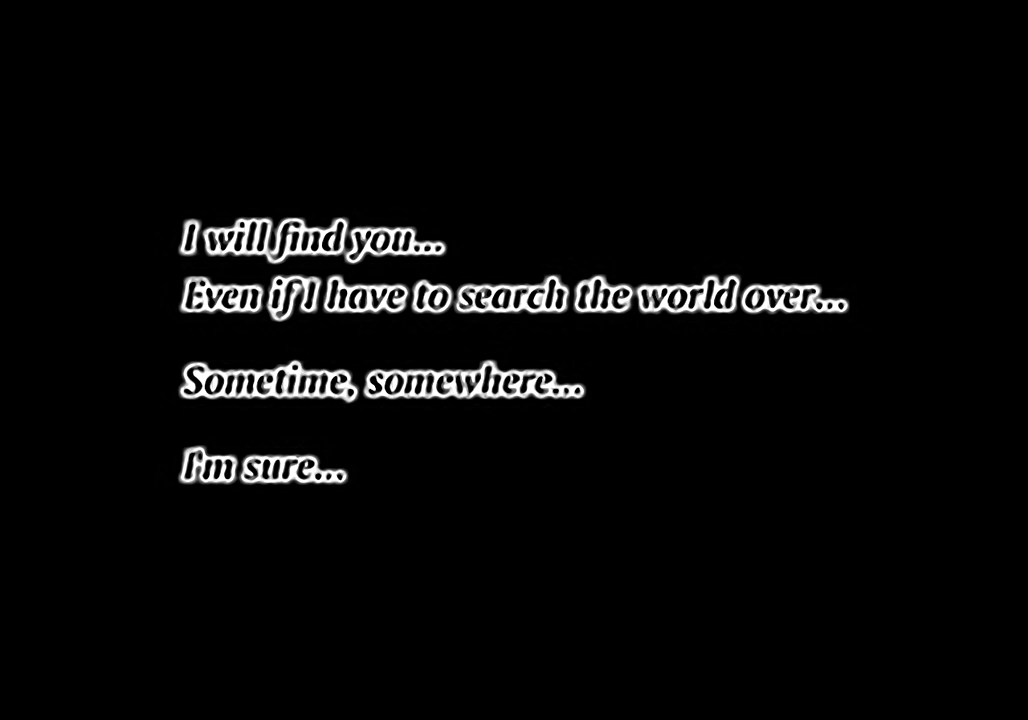 I will find you...
Even if I have to search the world over...
Sometime, somewhere...
I'm sure...